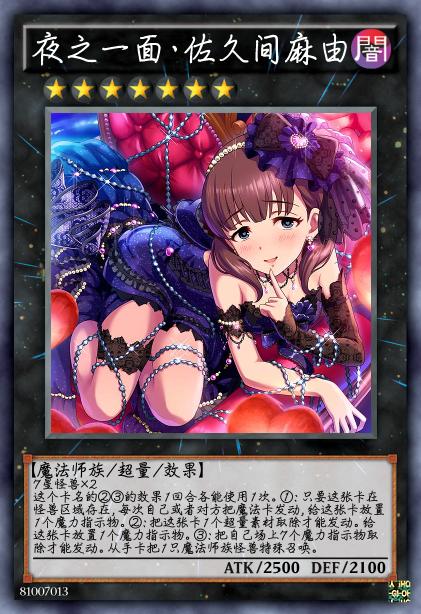 夜之一面·佐久间麻由
闇
【魔法师族/超量/效果】
7星怪兽×2
这个卡名的②③的效果1回合各能使用1次。①:只要这张卡在
怪兽区域存在,每次自己或者对方把魔法卡发动,给这张卡放置
1个魔力指示物。②:把这张卡1个超量素材取除才能发动。给
这张卡放置1个魔力指示物。③:把自己场上7个魔力指示物取
除才能发动。从手卡把1只魔法师族怪兽特殊召唤。
ATK/2500 DEF/2100
81007013